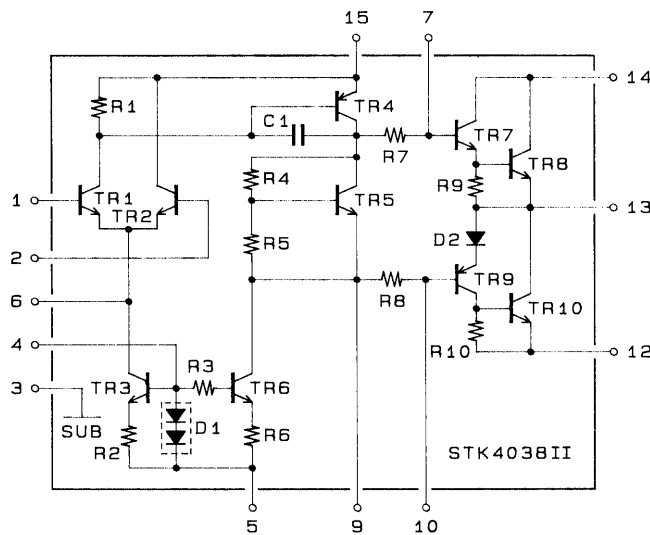 15 7
14
R1 C1 TR4
R7 TR7
TR8
R4 R9
1 TR1 TR2 TR5
13
2 R5 D2
R8 TR9
6
TR10
4 R3 R10
12
3 TR3 TR6
SUB R2 D1 R6
STK4038II
5 9 10